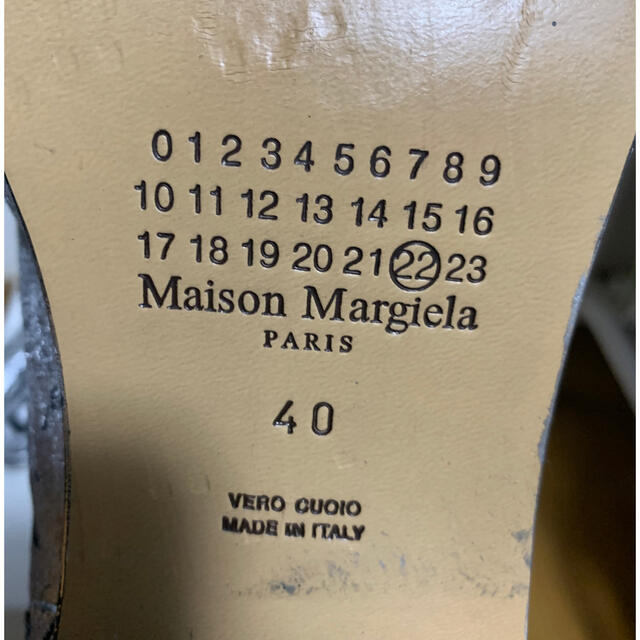 0 1 2 3 4 5 6 7 8 9
10 11 12 13 14 15 16
17 18 19 20 21 22 23
Maison Margiela
PARIS
40
VERO CUOIO
MADE IN ITALY